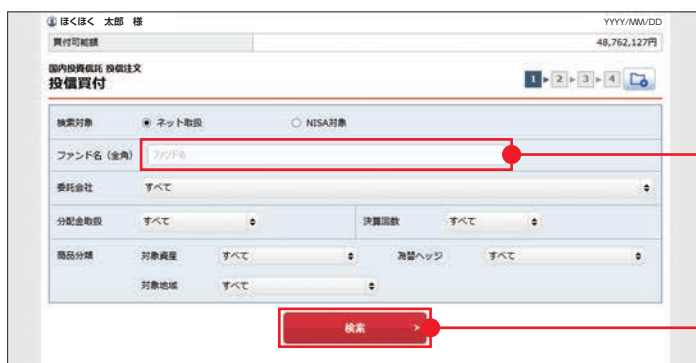 ほくほく 太郎 様 YYYY/MM/DD
買付可能額 48,762,127円
国内投資信託 投信注文
投信買付 1 2 3 4
検索対象 ネット取扱 NISA対象
ファンド名（全角） ファンド名
委託会社 すべて
分配金取扱 すべて 決算回数 すべて
商品分類 対象資産 すべて 為替ヘッジ すべて
対象地域 すべて
検索 >